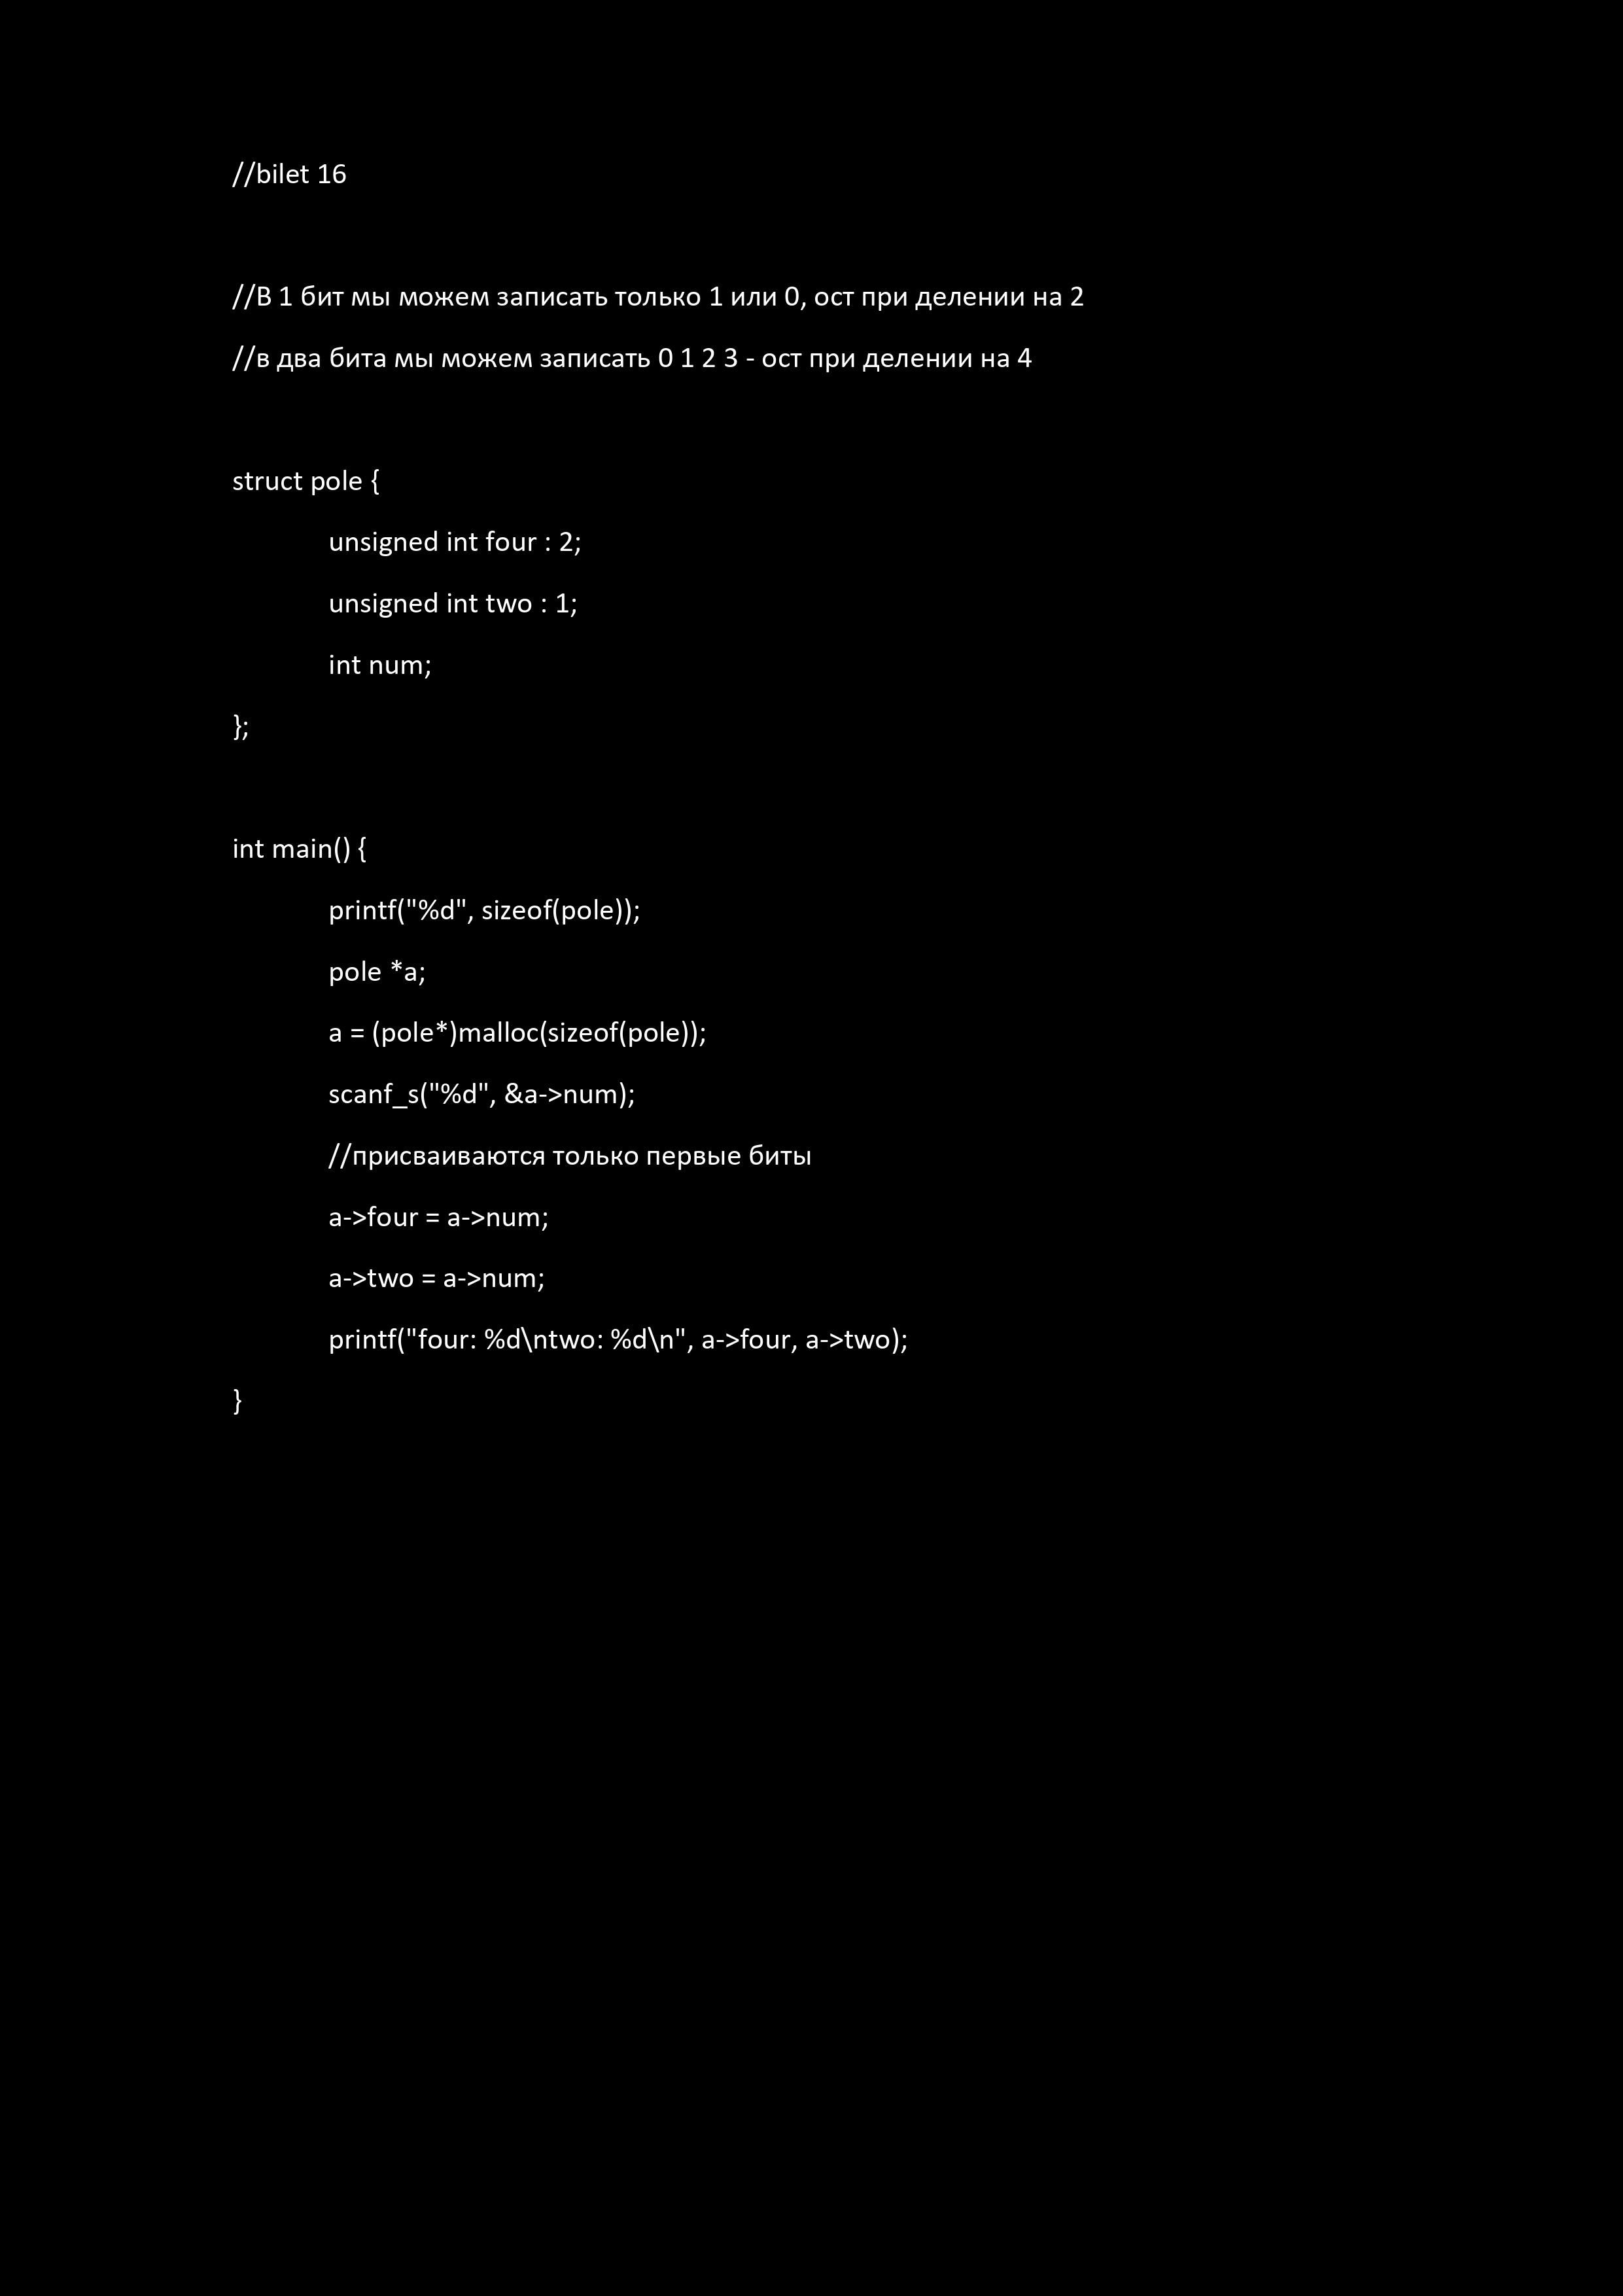 //bilet 16
//В 1 бит мы можем записать только 1 или 0, ост при делении на 2
//в два бита мы можем записать 0 1 2 3 - ост при делении на 4
struct pole {
unsigned int four : 2;
unsigned int two : 1;
int num;
};
int main() {
printf("%d", sizeof(pole));
pole *a;
a = (pole*)malloc(sizeof(pole));
scanf_s("%d", &a->num);
//присваиваются только первые биты
a->four = a->num;
a->two = a->num;
printf("four: %d\ntwo: %d\n", a->four, a->two);
}